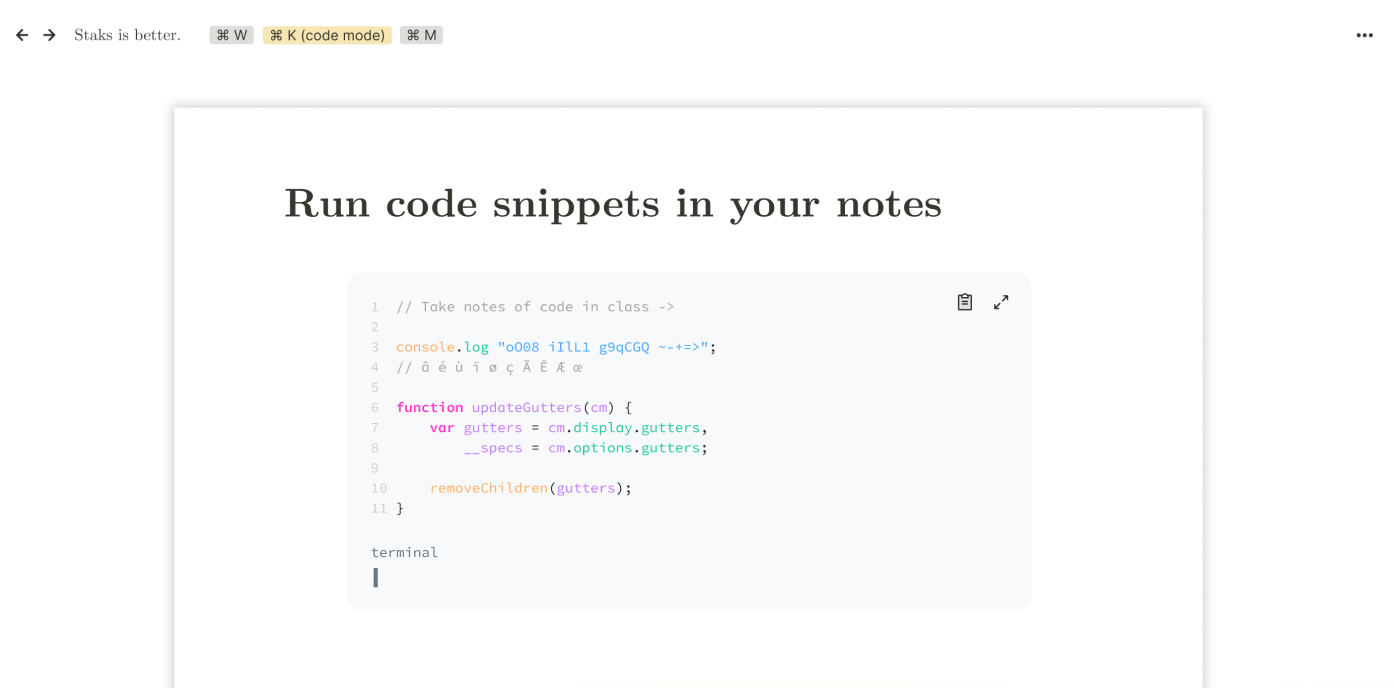 Staks is better. ⌘ W ⌘ K (code mode) ⌘ M
Run code snippets in your notes
1 // Take notes of code in class ->
2
3 console.log "oO08 iIlL1 g9qCGQ ~-+=>";
4 // â é ù ï ø ç Ã Ē Æ œ
5
6 function updateGutters(cm) {
7     var gutters = cm.display.gutters,
8         __specs = cm.options.gutters;
9
10     removeChildren(gutters);
11 }
terminal